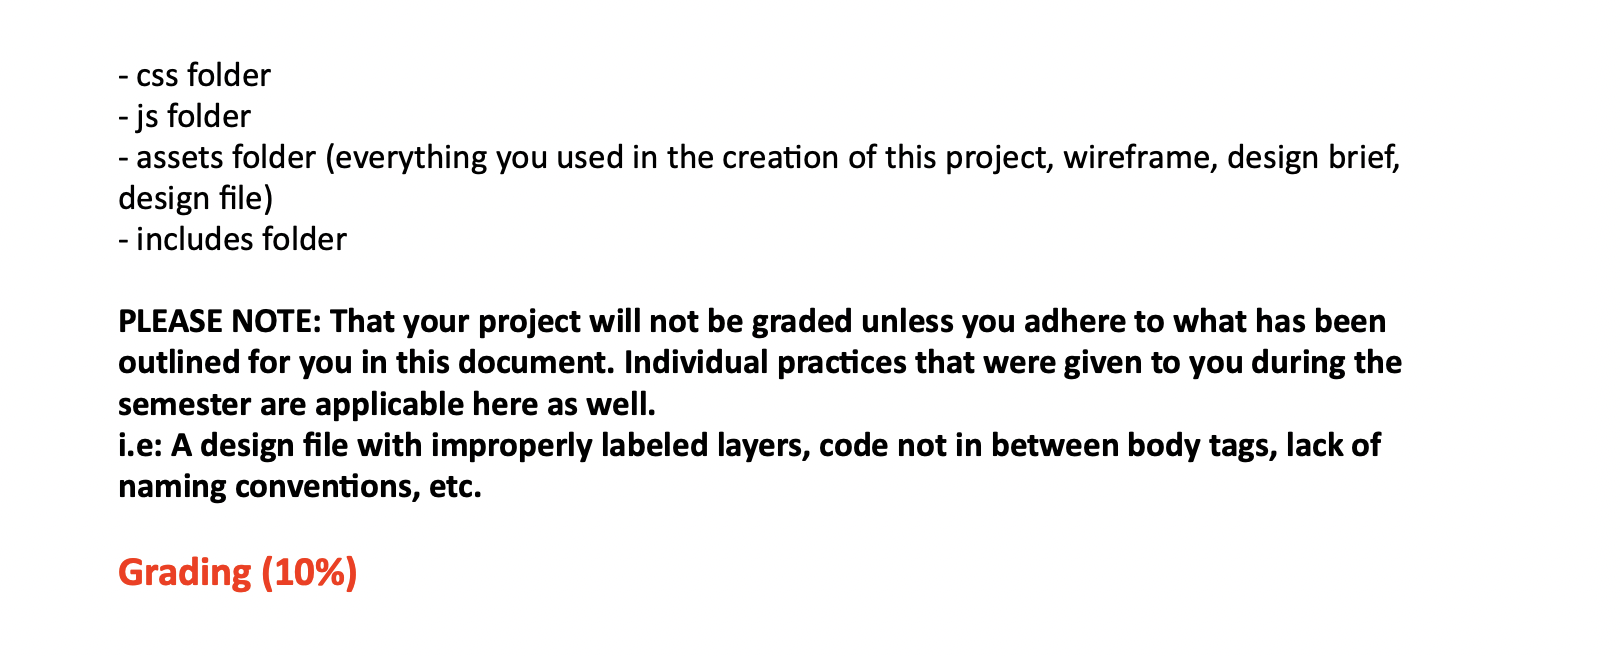 - css folder
- js folder
- assets folder (everything you used in the creation of this project, wireframe, design brief,
design file)
- includes folder
PLEASE NOTE: That your project will not be graded unless you adhere to what has been
outlined for you in this document. Individual practices that were given to you during the
semester are applicable here as well.
i.e: A design file with improperly labeled layers, code not in between body tags, lack of
naming conventions, etc.
Grading (10%)